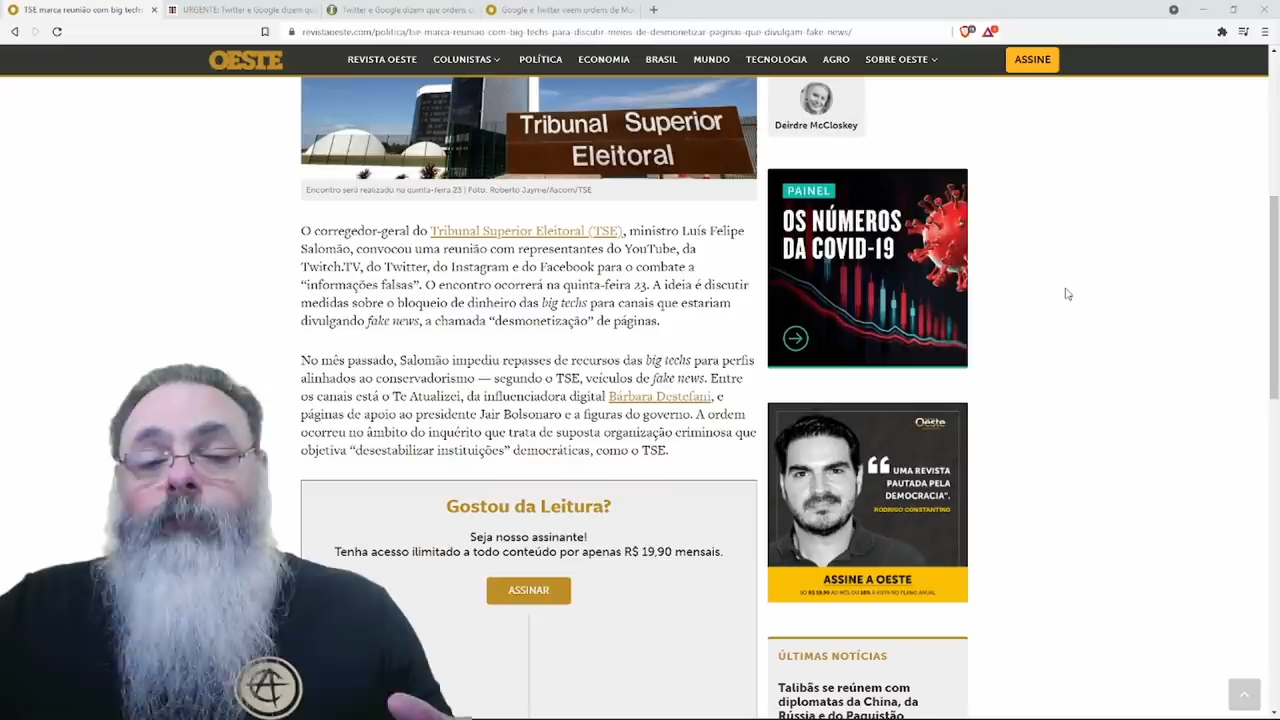 TSE marca reunião com big techs
URGENTE: Twitter e Google dizem qu
Twitter e Google dizem que ordens c
Google e Twitter veem ordens de Mo
revistaoeste.com/politica/tse-marca-reuniao-com-big-techs-para-discutir-meios-de-desmonetizar-paginas-que-divulgam-fake-news/
OESTE
REVISTA OESTE
COLUNISTAS
POLÍTICA
ECONOMIA
BRASIL
MUNDO
TECNOLOGIA
AGRO
SOBRE OESTE
ASSINE
Tribunal Superior
Eleitoral
Encontro será realizado na quinta-feira 23 | Foto: Roberto Jayme/Ascom/TSE
O corregedor-geral do Tribunal Superior Eleitoral (TSE), ministro Luís Felipe
Salomão, convocou uma reunião com representantes do YouTube, da
Twitch.TV, do Twitter, do Instagram e do Facebook para o combate a
“informações falsas”. O encontro ocorrerá na quinta-feira 23. A ideia é discutir
medidas sobre o bloqueio de dinheiro das big techs para canais que estariam
divulgando fake news, a chamada “desmonetização” de páginas.
No mês passado, Salomão impediu repasses de recursos das big techs para perfis
alinhados ao conservadorismo — segundo o TSE, veículos de fake news. Entre
os canais está o Te Atualizei, da influenciadora digital Bárbara Destefani, e
páginas de apoio ao presidente Jair Bolsonaro e a figuras do governo. A ordem
ocorreu no âmbito do inquérito que trata de suposta organização criminosa que
objetiva “desestabilizar instituições” democráticas, como o TSE.
Gostou da Leitura?
Seja nosso assinante!
Tenha acesso ilimitado a todo conteúdo por apenas R$ 19,90 mensais.
ASSINAR
Deirdre McCloskey
PAINEL
OS NÚMEROS
DA COVID-19
Oeste
“UMA REVISTA
PAUTADA PELA
DEMOCRACIA”.
RODRIGO CONSTANTINO
ASSINE A OESTE
SÓ R$ 19,90 AO MÊS OU 10% À VISTA NO PLANO ANUAL
ÚLTIMAS NOTÍCIAS
Talibãs se reúnem com
diplomatas da China, da
Rússia e do Paquistão